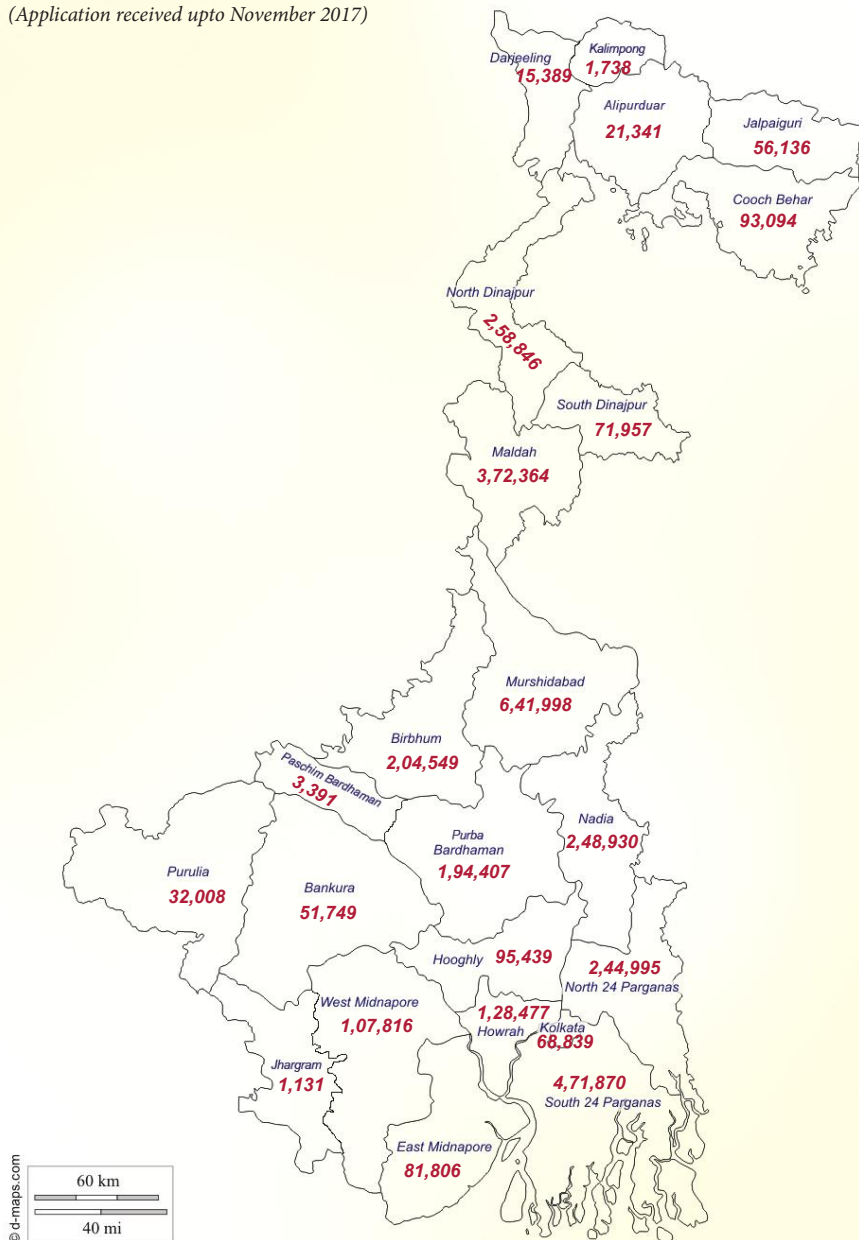 (Application received upto November 2017)
Darjeeling
15,389
Kalimpong
1,738
Alipurduar
21,341
Jalpaiguri
56,136
Cooch Behar
93,094
North Dinajpur
2,58,846
South Dinajpur
71,957
Maldah
3,72,364
Murshidabad
6,41,998
Birbhum
2,04,549
Paschim Bardhaman
3,391
Purba
Bardhaman
1,94,407
Nadia
2,48,930
Purulia
32,008
Bankura
51,749
Hooghly 95,439
2,44,995
North 24 Parganas
West Midnapore
1,07,816
1,28,477
Howrah
Kolkata
68,839
Jhargram
1,131
4,71,870
South 24 Parganas
East Midnapore
81,806
60 km
40 mi
© d-maps.com